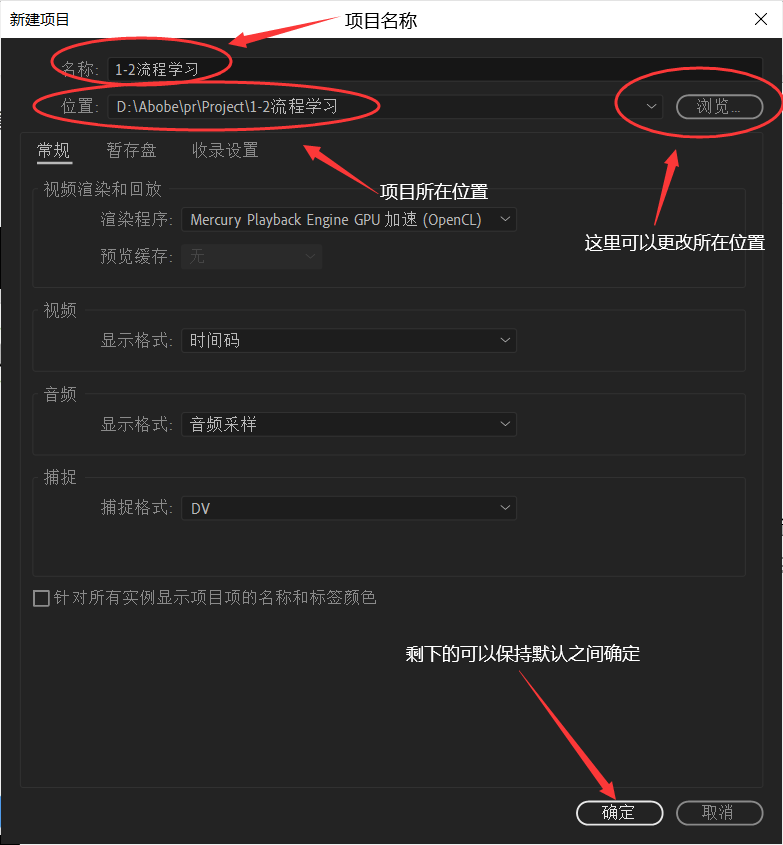 新建项目
项目名称
名称: 1-2流程学习
位置: D:\Abobe\pr\Project\1-2流程学习
浏览...
常规 暂存盘 收录设置
项目所在位置
视频渲染和回放
渲染程序: Mercury Playback Engine GPU 加速 (OpenCL)
这里可以更改所在位置
预览缓存: 无
视频
显示格式: 时间码
音频
显示格式: 音频采样
捕捉
捕捉格式: DV
针对所有实例显示项目项的名称和标签颜色
剩下的可以保持默认之间确定
确定 取消